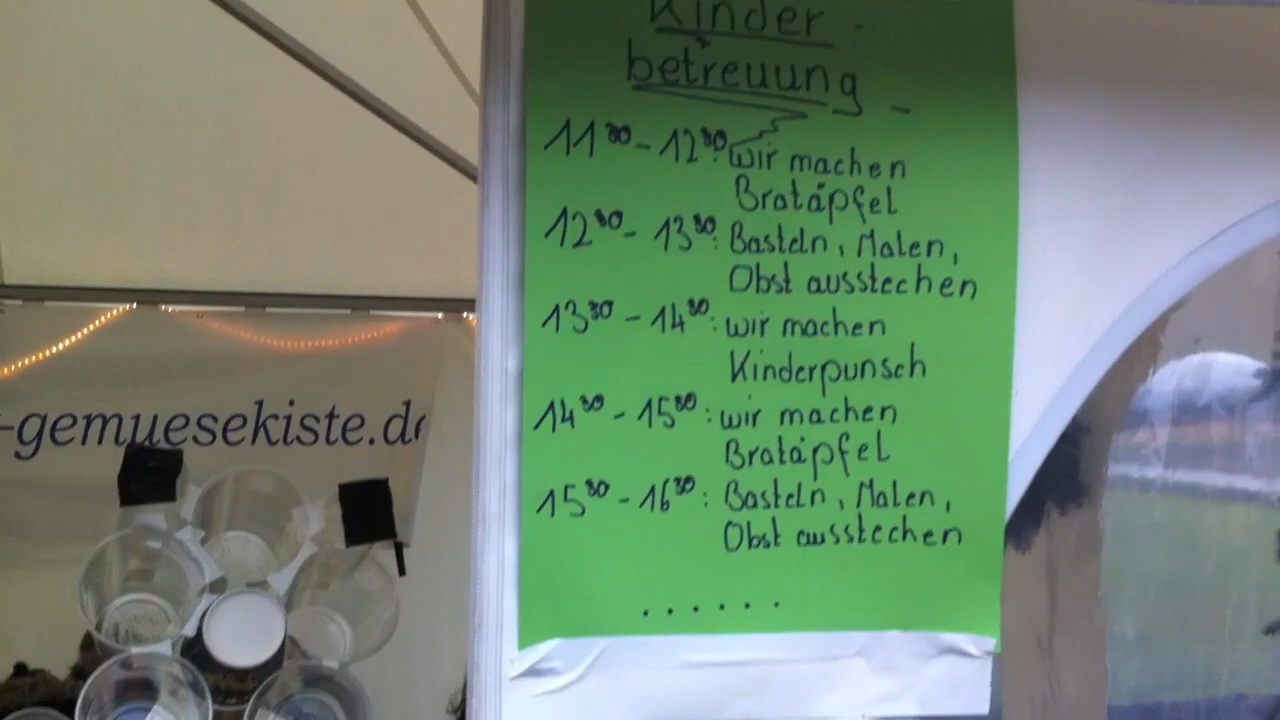 Kinder-
betreuung
11³⁰ - 12³⁰: wir machen
Bratäpfel
12³⁰ - 13³⁰: Basteln, Malen,
Obst ausstechen
13³⁰ - 14³⁰: wir machen
Kinderpunsch
14³⁰ - 15³⁰: wir machen
Bratäpfel
15³⁰ - 16³⁰: Basteln, Malen,
Obst ausstechen
......
-gemuesekiste.de